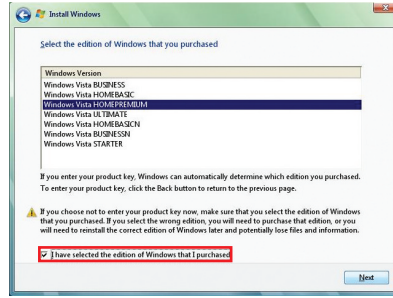 Install Windows
Select the edition of Windows that you purchased
Windows Version
Windows Vista BUSINESS
Windows Vista HOMEBASIC
Windows Vista HOMEPREMIUM
Windows Vista ULTIMATE
Windows Vista HOMEBASICN
Windows Vista BUSINESSN
Windows Vista STARTER
If you enter your product key, Windows can automatically determine which edition you purchased.
To enter your product key, click the Back button to return to the previous page.
If you choose not to enter your product key now, make sure that you select the edition of Windows
that you purchased. If you select the wrong edition, you will need to purchase that edition, or you
will need to reinstall the correct edition of Windows later and potentially lose files and information.
I have selected the edition of Windows that I purchased
Next